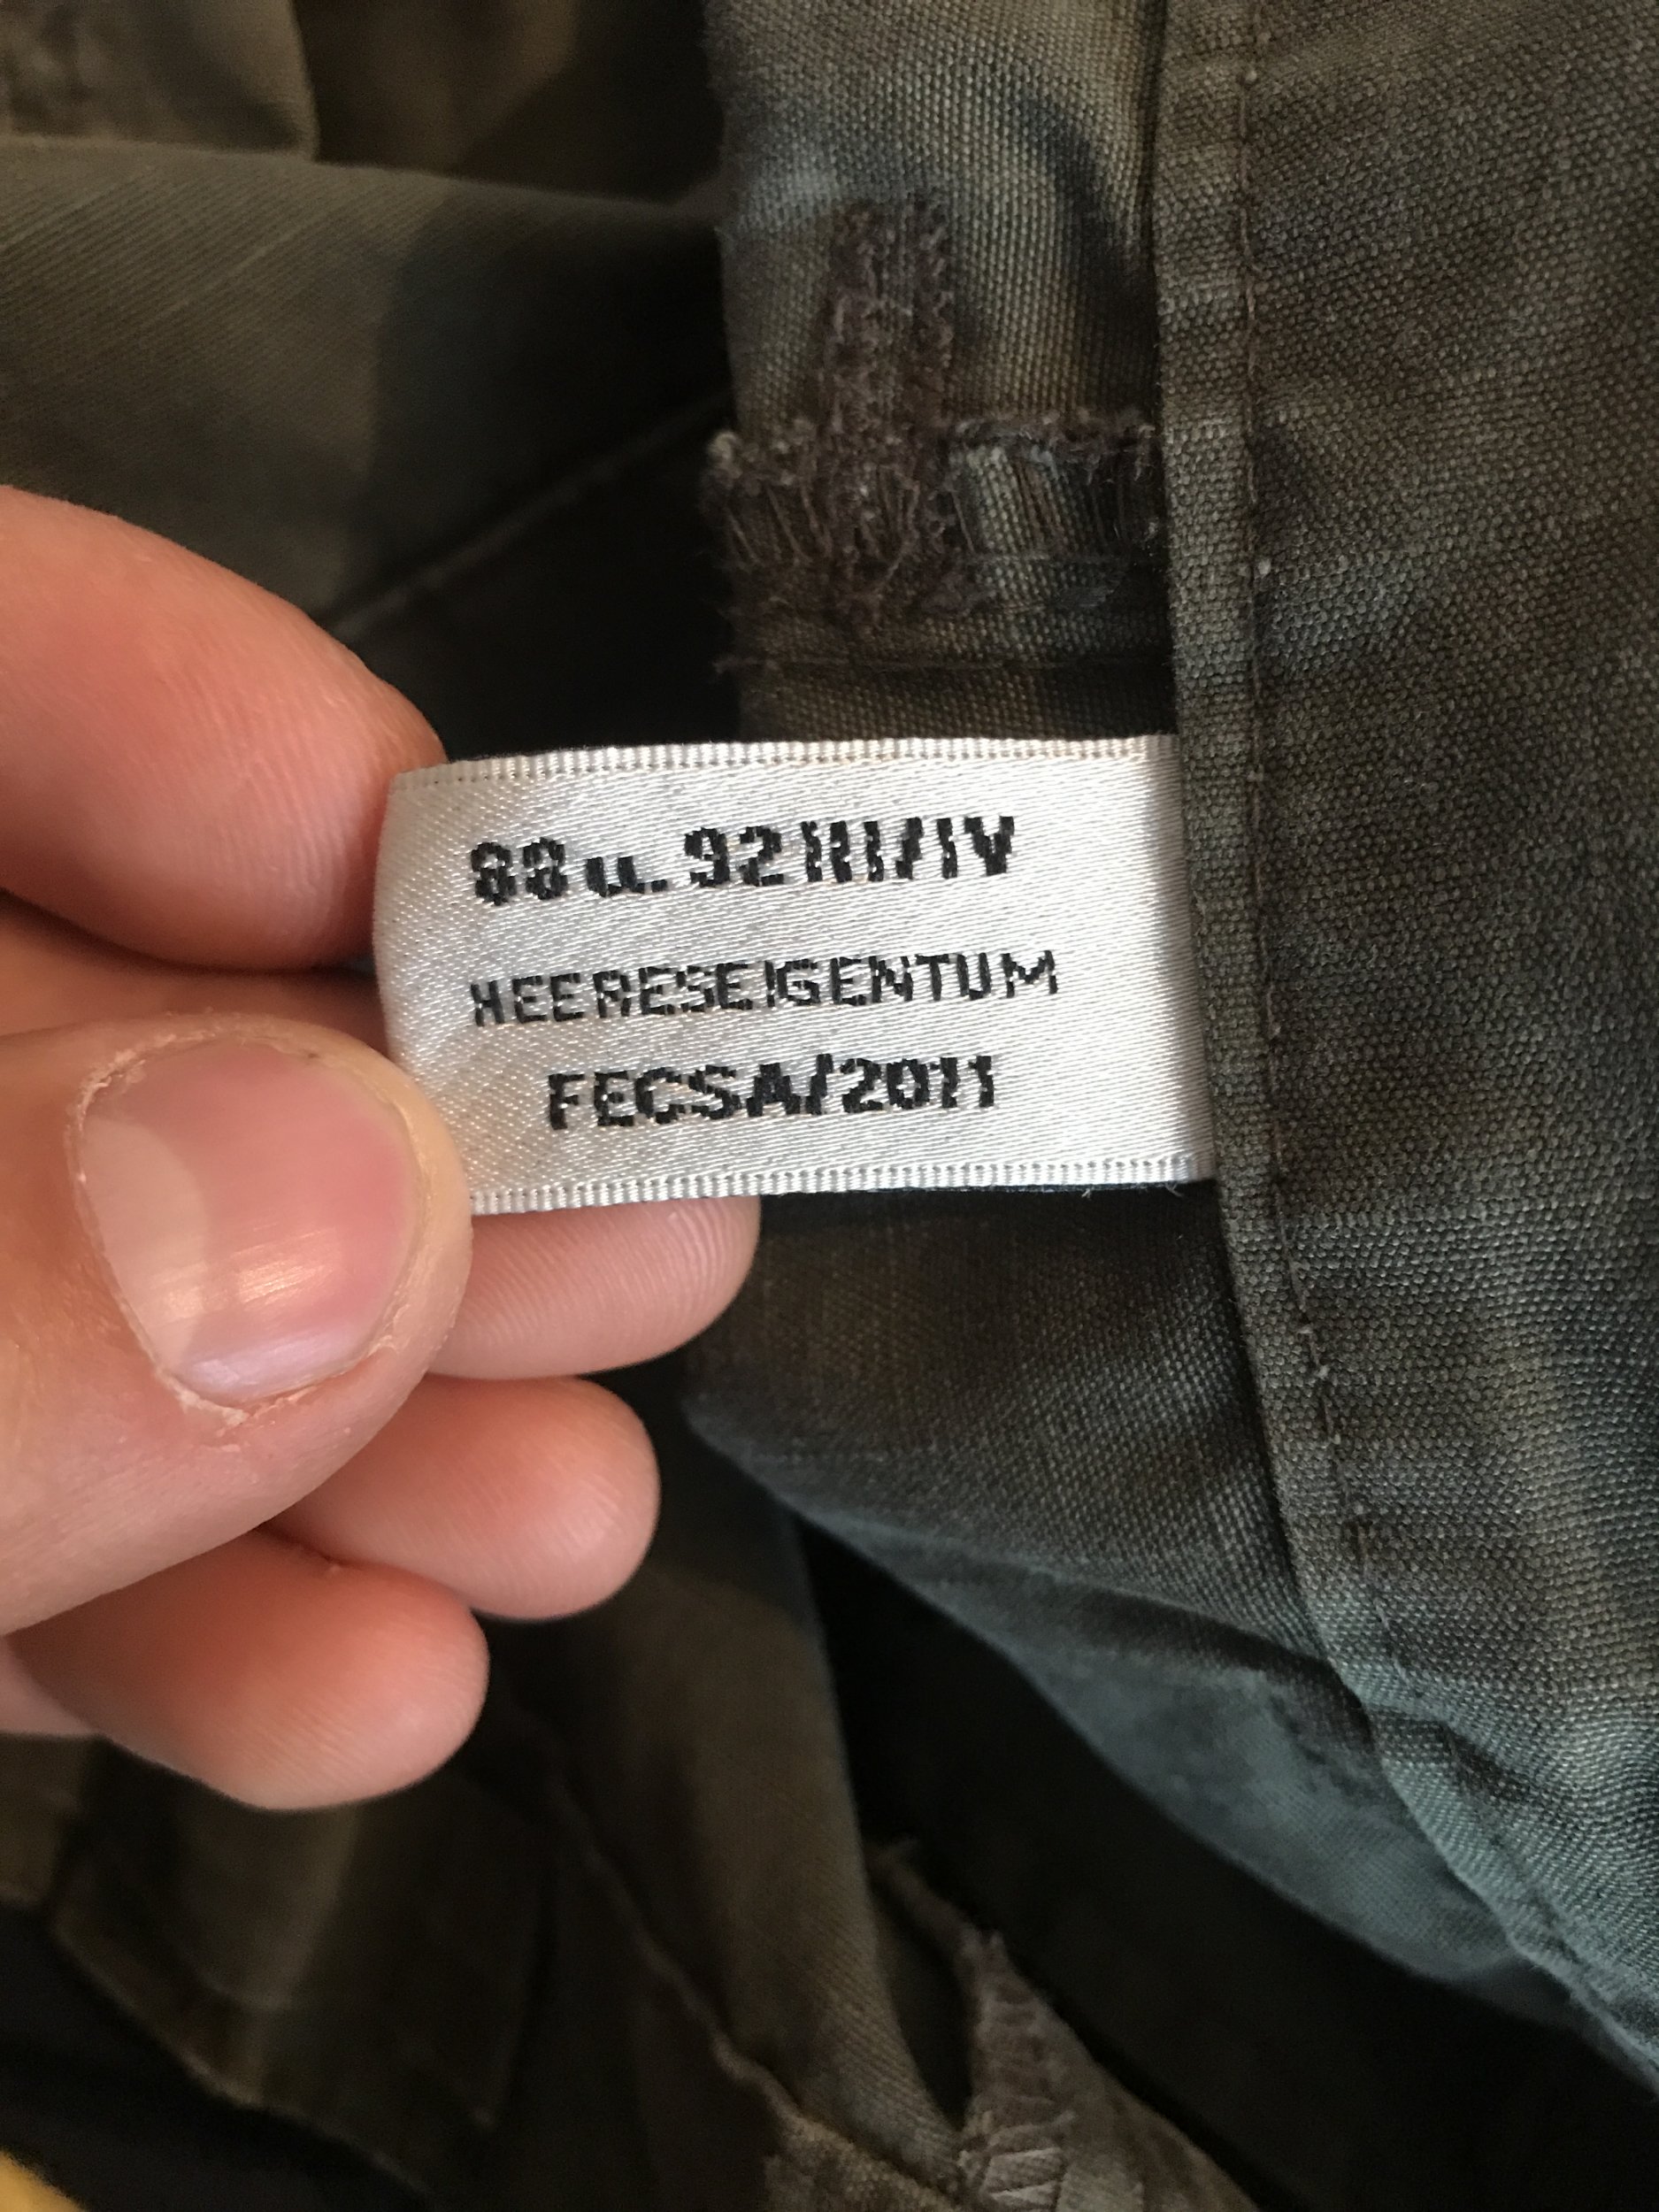 88 u. 92 III/IV
HEERESEIGENTUM
FECSA/2011